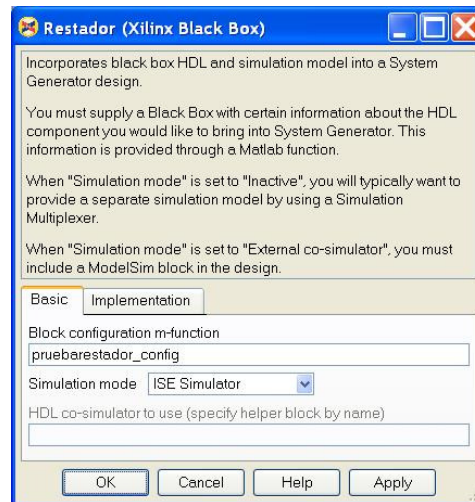 Restador (Xilinx Black Box)
Incorporates black box HDL and simulation model into a System
Generator design.
You must supply a Black Box with certain information about the HDL
component you would like to bring into System Generator. This
information is provided through a Matlab function.
When "Simulation mode" is set to "Inactive", you will typically want to
provide a separate simulation model by using a Simulation
Multiplexer.
When "Simulation mode" is set to "External co-simulator", you must
include a ModelSim block in the design.
Basic Implementation
Block configuration m-function
pruebarestador_config
Simulation mode ISE Simulator
HDL co-simulator to use (specify helper block by name)
OK Cancel Help Apply